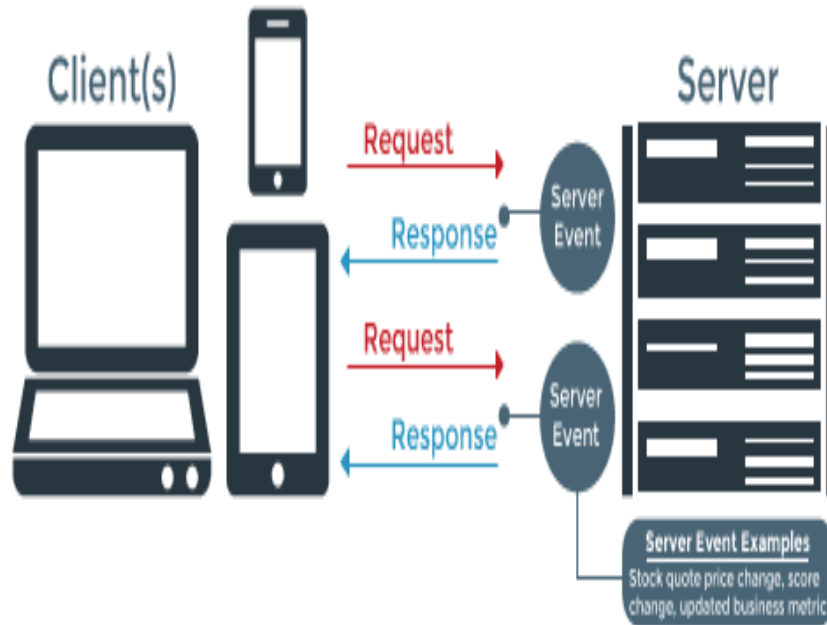 Client(s)
Server
Request
Server
Event
Response
Request
Server
Event
Response
Server Event Examples
Stock quote price change, score
change, updated business metric